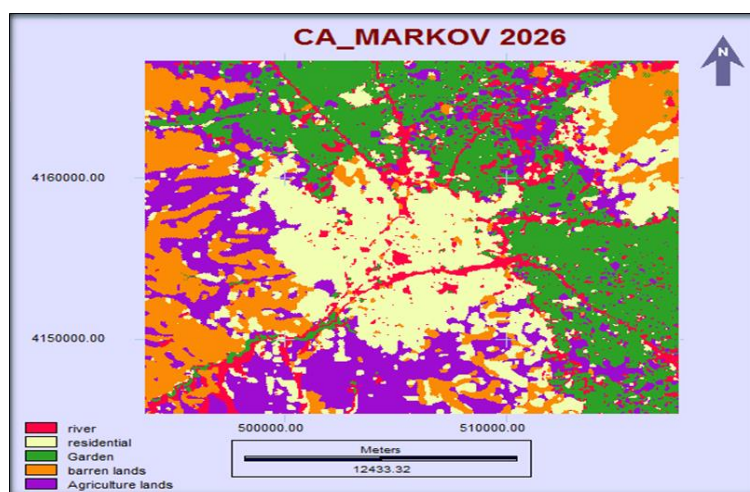 CA_MARKOV 2026
N
4160000.00
4150000.00
500000.00 510000.00
river
residential
Garden
barren lands
Agriculture lands
Meters
12433.32